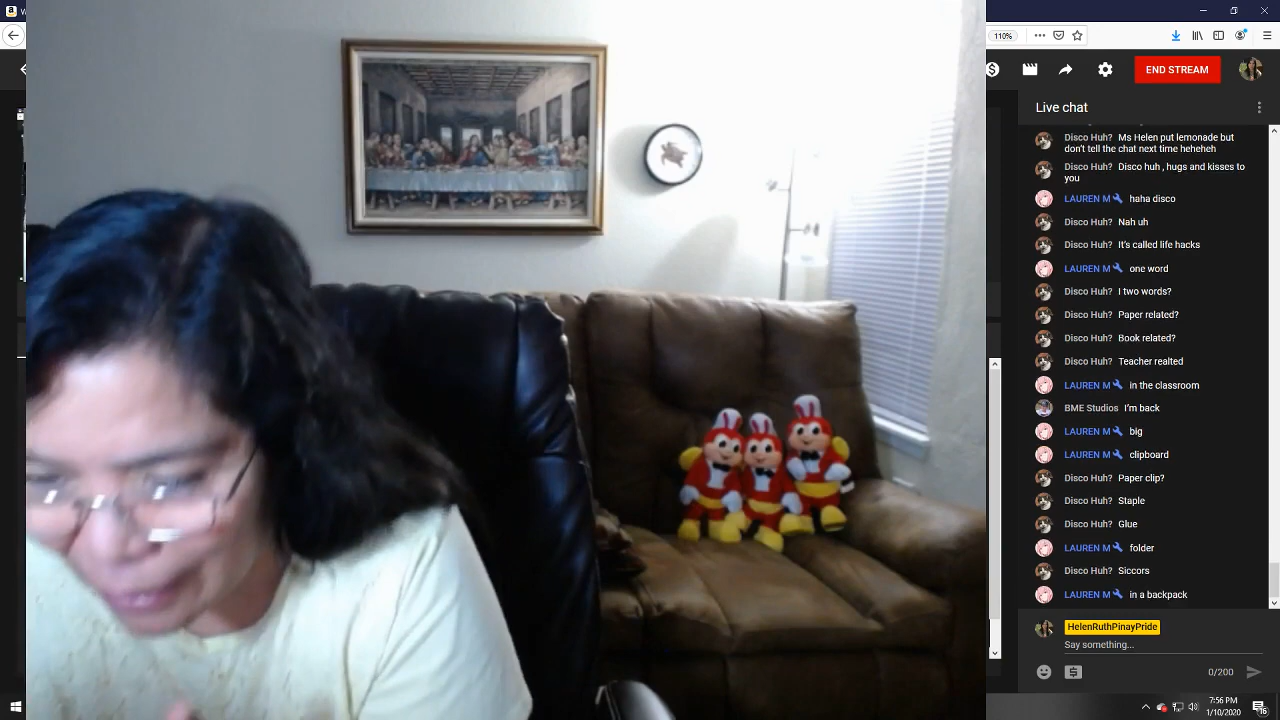 110%
END STREAM
Live chat
Disco Huh? Ms Helen put lemonade but
don't tell the chat next time heheheh
Disco Huh? Disco huh , hugs and kisses to
you
LAUREN M haha disco
Disco Huh? Nah uh
Disco Huh? It's called life hacks
LAUREN M one word
Disco Huh? I two words?
Disco Huh? Paper related?
Disco Huh? Book related?
Disco Huh? Teacher realted
LAUREN M in the classroom
BME Studios I'm back
LAUREN M big
LAUREN M clipboard
Disco Huh? Paper clip?
Disco Huh? Staple
Disco Huh? Glue
LAUREN M folder
Disco Huh? Siccors
LAUREN M in a backpack
HelenRuthPinayPride
Say something...
0/200
7:56 PM
1/10/2020